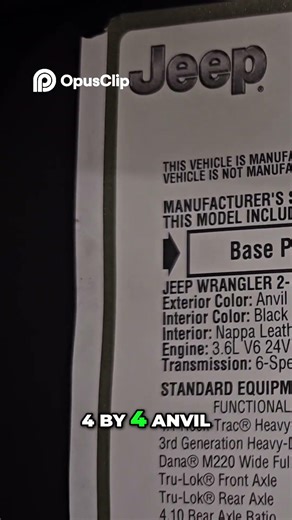 OpusClip
Jeep®
THIS VEHICLE IS MANUFA
VEHICLE IS NOT MANUFA
MANUFACTURER'S S
THIS MODEL INCLUD
Base P
JEEP WRANGLER 2-
Exterior Color: Anvil
Interior Color: Black
Interior: Nappa Leath
Engine: 3.6L V6 24V
Transmission: 6-Spe
STANDARD EQUIPM
FUNCTIONAL
4 BY 4 ANVIL
Trac® Heavy
3rd Generation Heavy-D
Dana® M220 Wide Ful
Tru-Lok® Front Axle
Tru-Lok® Rear Axle
4.10 Rear Axle Ratio